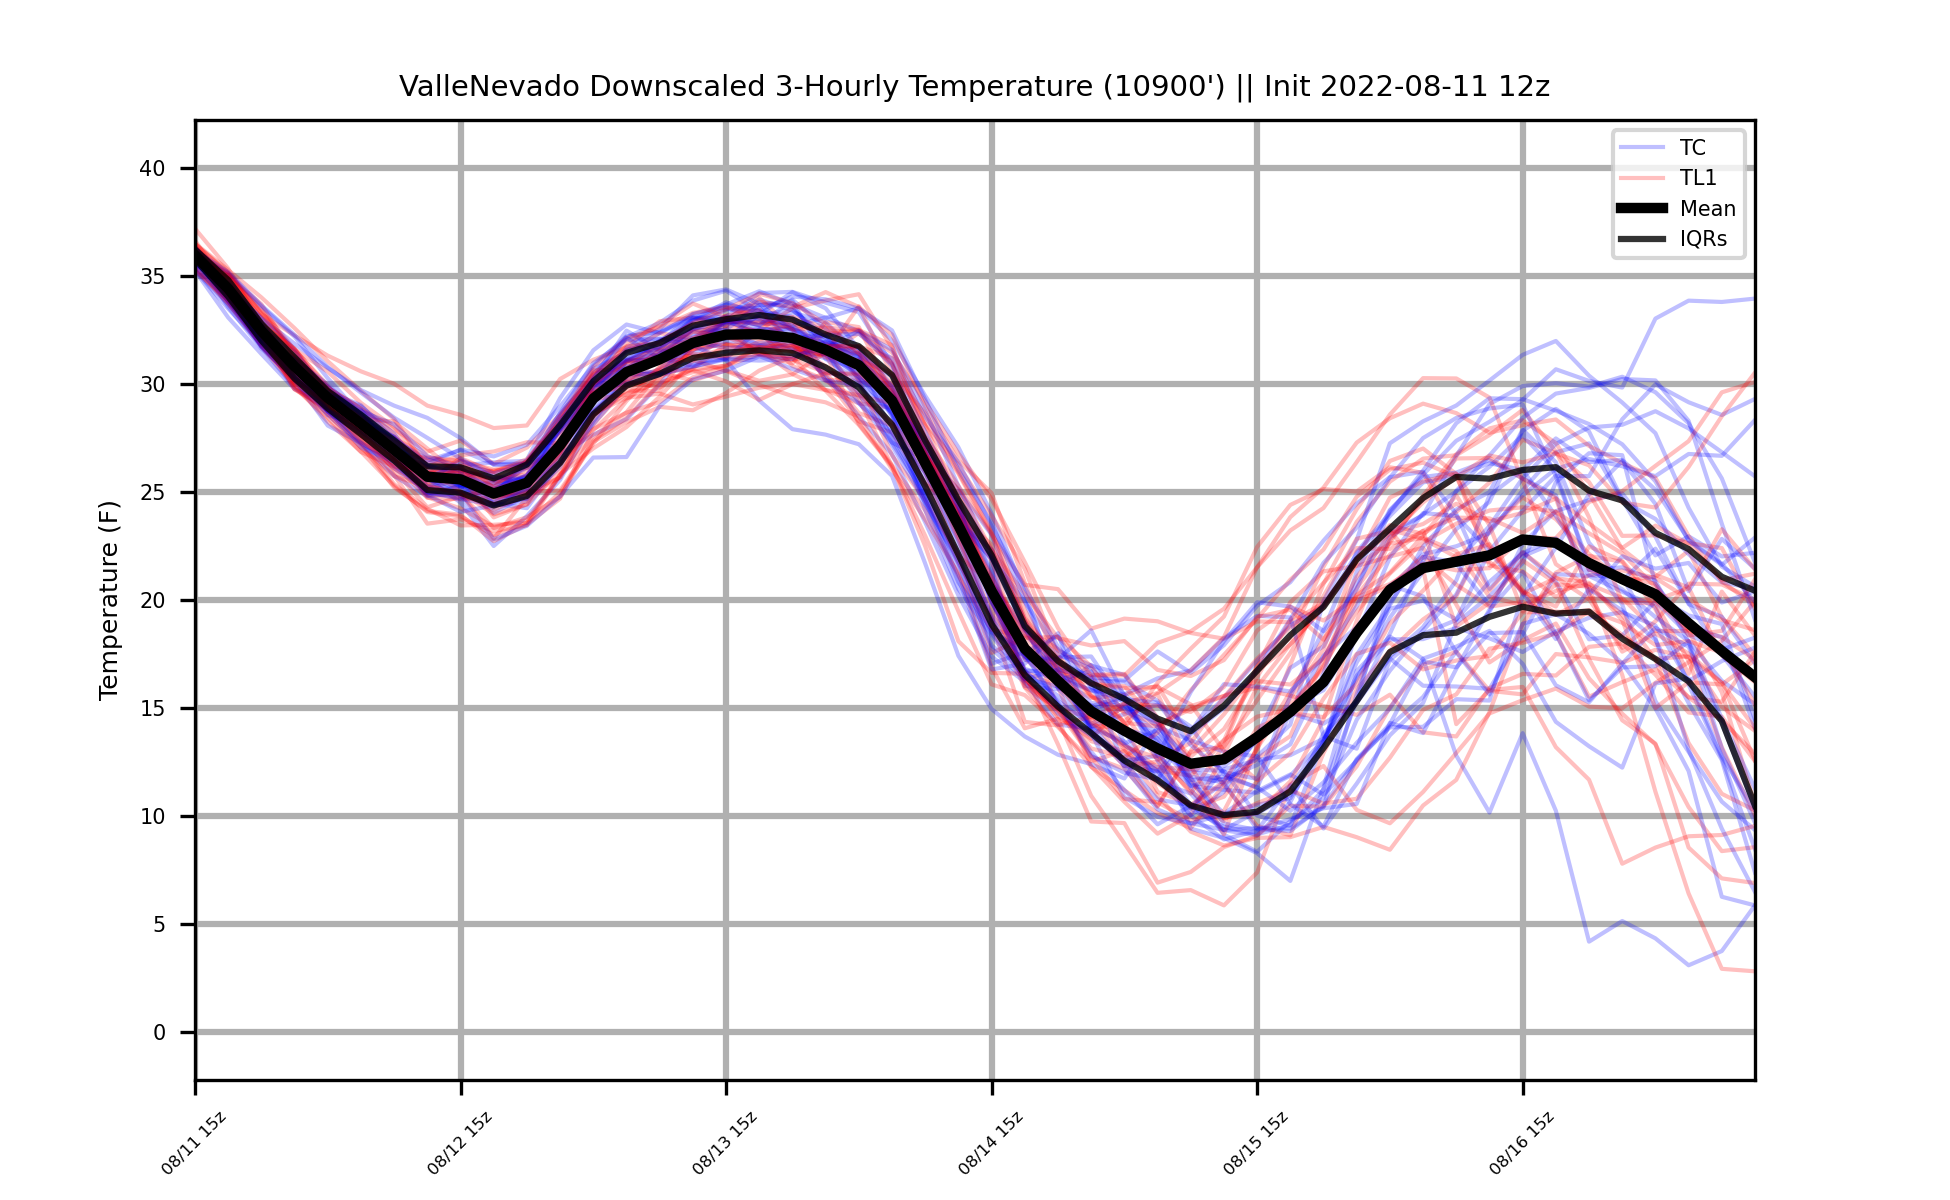 ValleNevado Downscaled 3-Hourly Temperature (10900') || Init 2022-08-11 12z
TC
TL1
Mean
IQRs
Temperature (F)
40
35
30
25
20
15
10
5
0
08/11 15z
08/12 15z
08/13 15z
08/14 15z
08/15 15z
08/16 15z